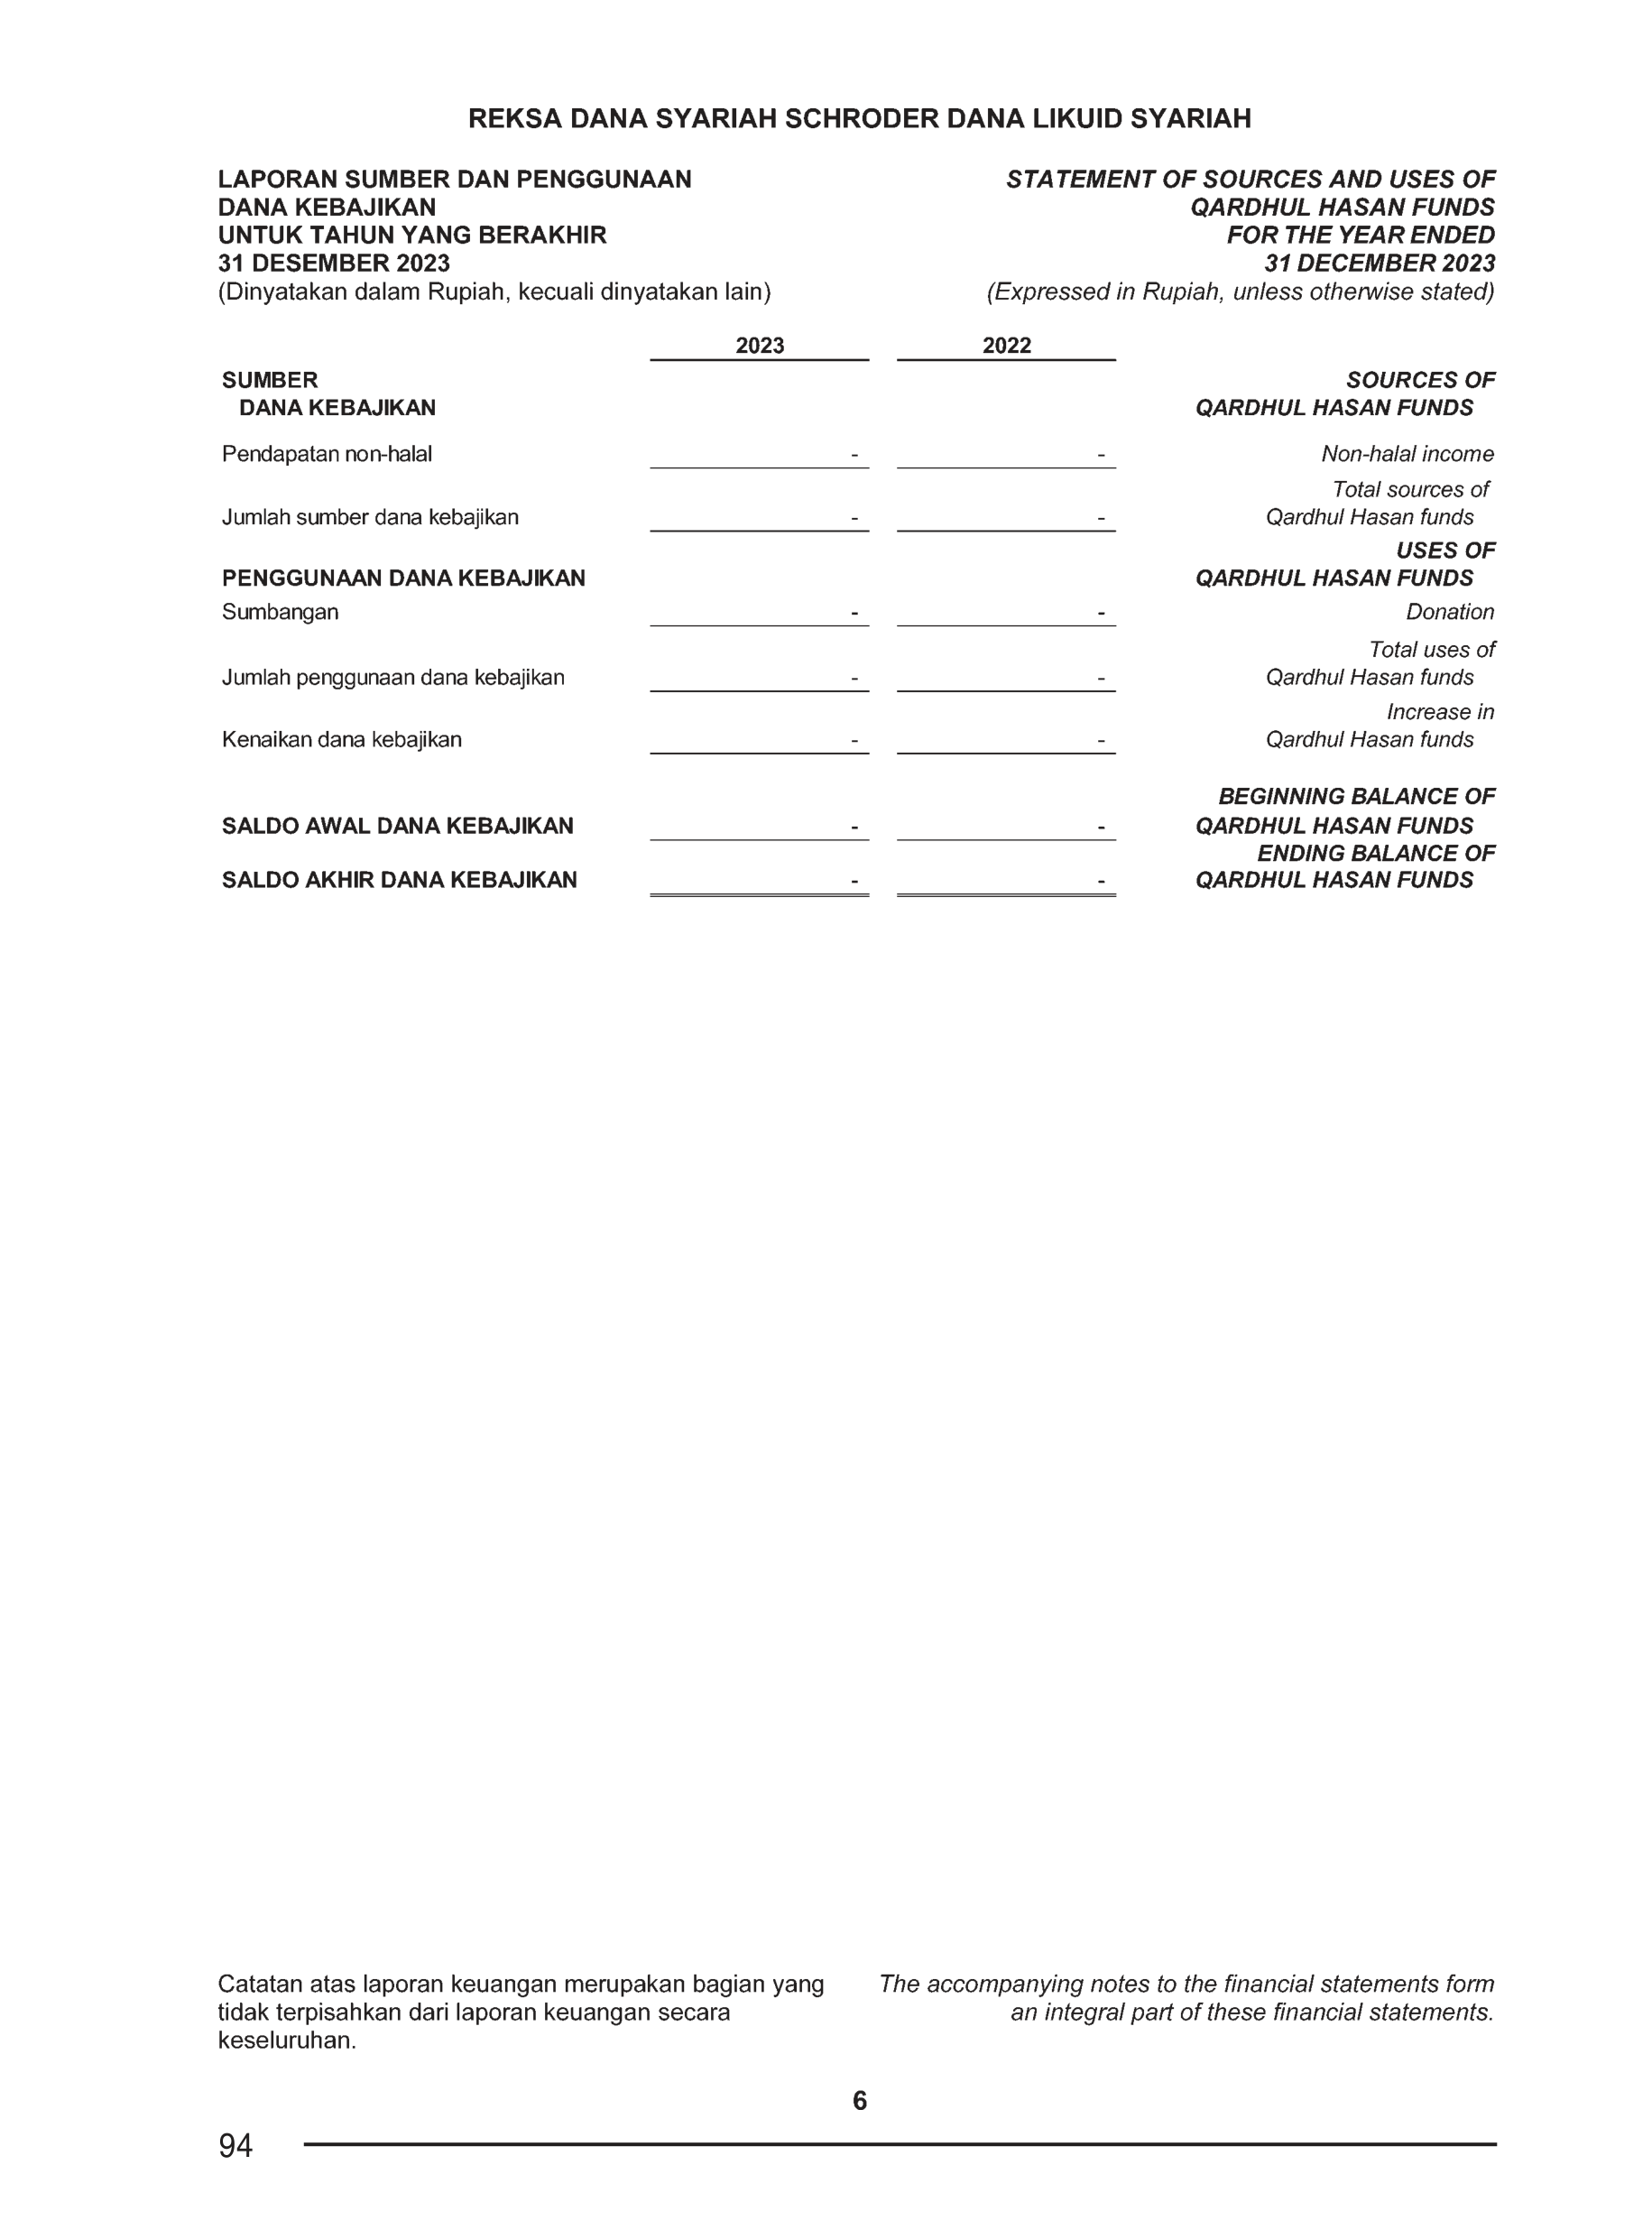 REKSA DANA SYARIAH SCHRODER DANA LIKUID SYARIAH
LAPORAN SUMBER DAN PENGGUNAAN
DANA KEBAJIKAN
UNTUK TAHUN YANG BERAKHIR
31 DESEMBER 2023
(Dinyatakan dalam Rupiah, kecuali dinyatakan lain)
STATEMENT OF SOURCES AND USES OF
QARDHUL HASAN FUNDS
FOR THE YEAR ENDED
31 DECEMBER 2023
(Expressed in Rupiah, unless otherwise stated)
2023 2022
SUMBER SOURCES OF
DANA KEBAJIKAN QARDHUL HASAN FUNDS
Pendapatan non-halal - - Non-halal income
Total sources of
Jumlah sumber dana kebajikan - - Qardhul Hasan funds
USES OF
PENGGUNAAN DANA KEBAJIKAN QARDHUL HASAN FUNDS
Sumbangan - - Donation
Total uses of
Jumlah penggunaan dana kebajikan - - Qardhul Hasan funds
Increase in
Kenaikan dana kebajikan - - Qardhul Hasan funds
BEGINNING BALANCE OF
SALDO AWAL DANA KEBAJIKAN - - QARDHUL HASAN FUNDS
ENDING BALANCE OF
SALDO AKHIR DANA KEBAJIKAN - - QARDHUL HASAN FUNDS
Catatan atas laporan keuangan merupakan bagian yang
tidak terpisahkan dari laporan keuangan secara
keseluruhan.
The accompanying notes to the financial statements form
an integral part of these financial statements.
6
94